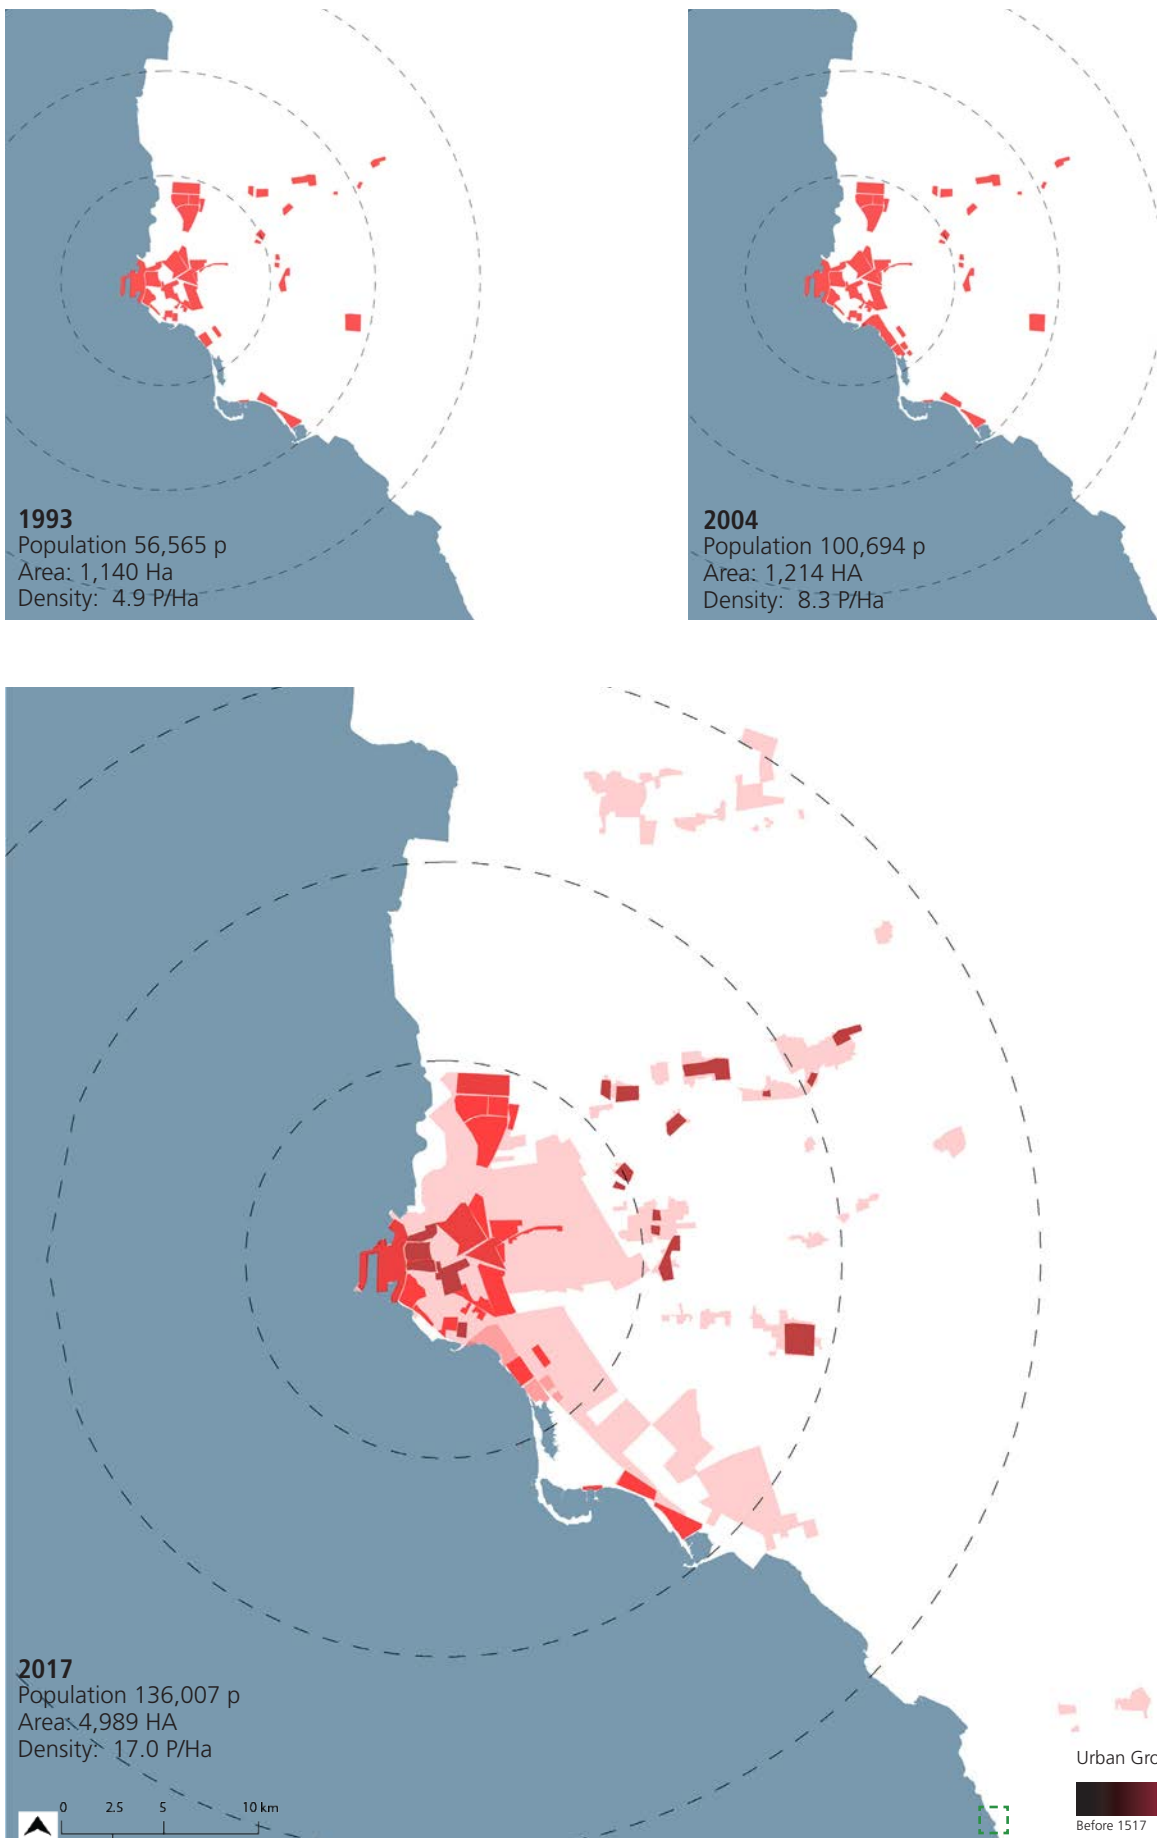 1993
Population 56,565 p
Area: 1,140 Ha
Density: 4.9 P/Ha
2004
Population 100,694 p
Area: 1,214 HA
Density: 8.3 P/Ha
2017
Population 136,007 p
Area: 4,989 HA
Density: 17.0 P/Ha
0 2.5 5 10 km
Urban Gro
Before 1517